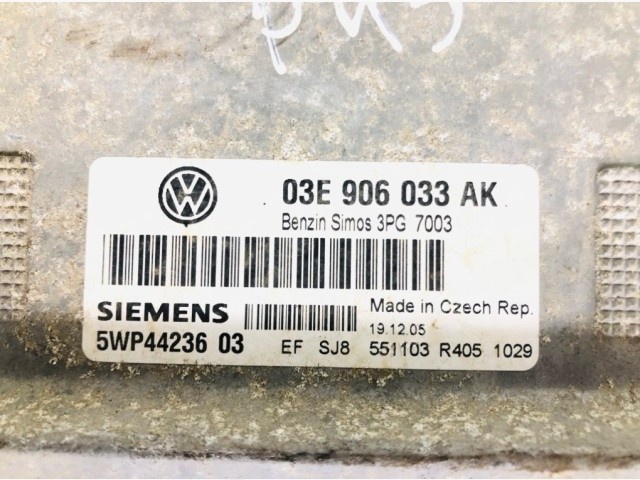 03E 906 033 AK
Benzin Simos 3PG 7003
SIEMENS
Made in Czech Rep.
19.12.05
5WP44236 03
EF SJ8 551103 R405 1029